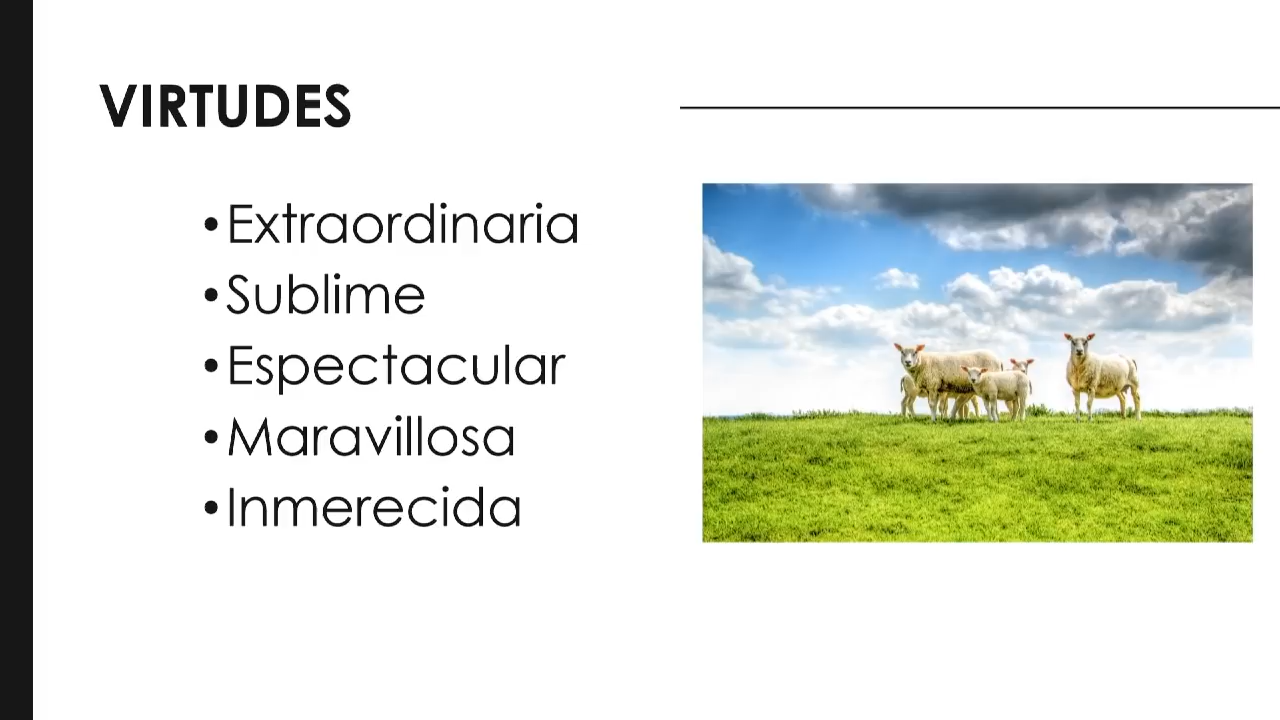 VIRTUDES
•Extraordinaria
•Sublime
•Espectacular
•Maravillosa
•Inmerecida